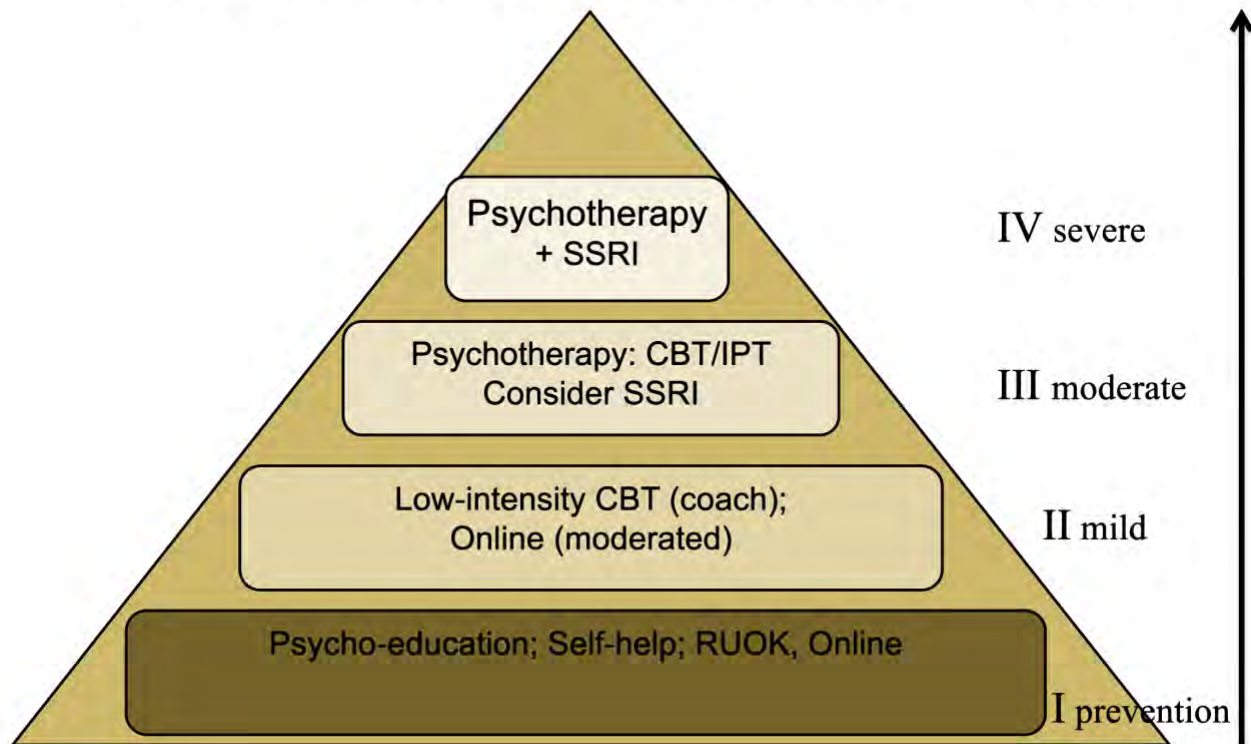 Psychotherapy
+ SSRI
IV severe
Psychotherapy: CBT/IPT
Consider SSRI
III moderate
Low-intensity CBT (coach);
Online (moderated)
II mild
Psycho-education; Self-help; RUOK, Online
I prevention